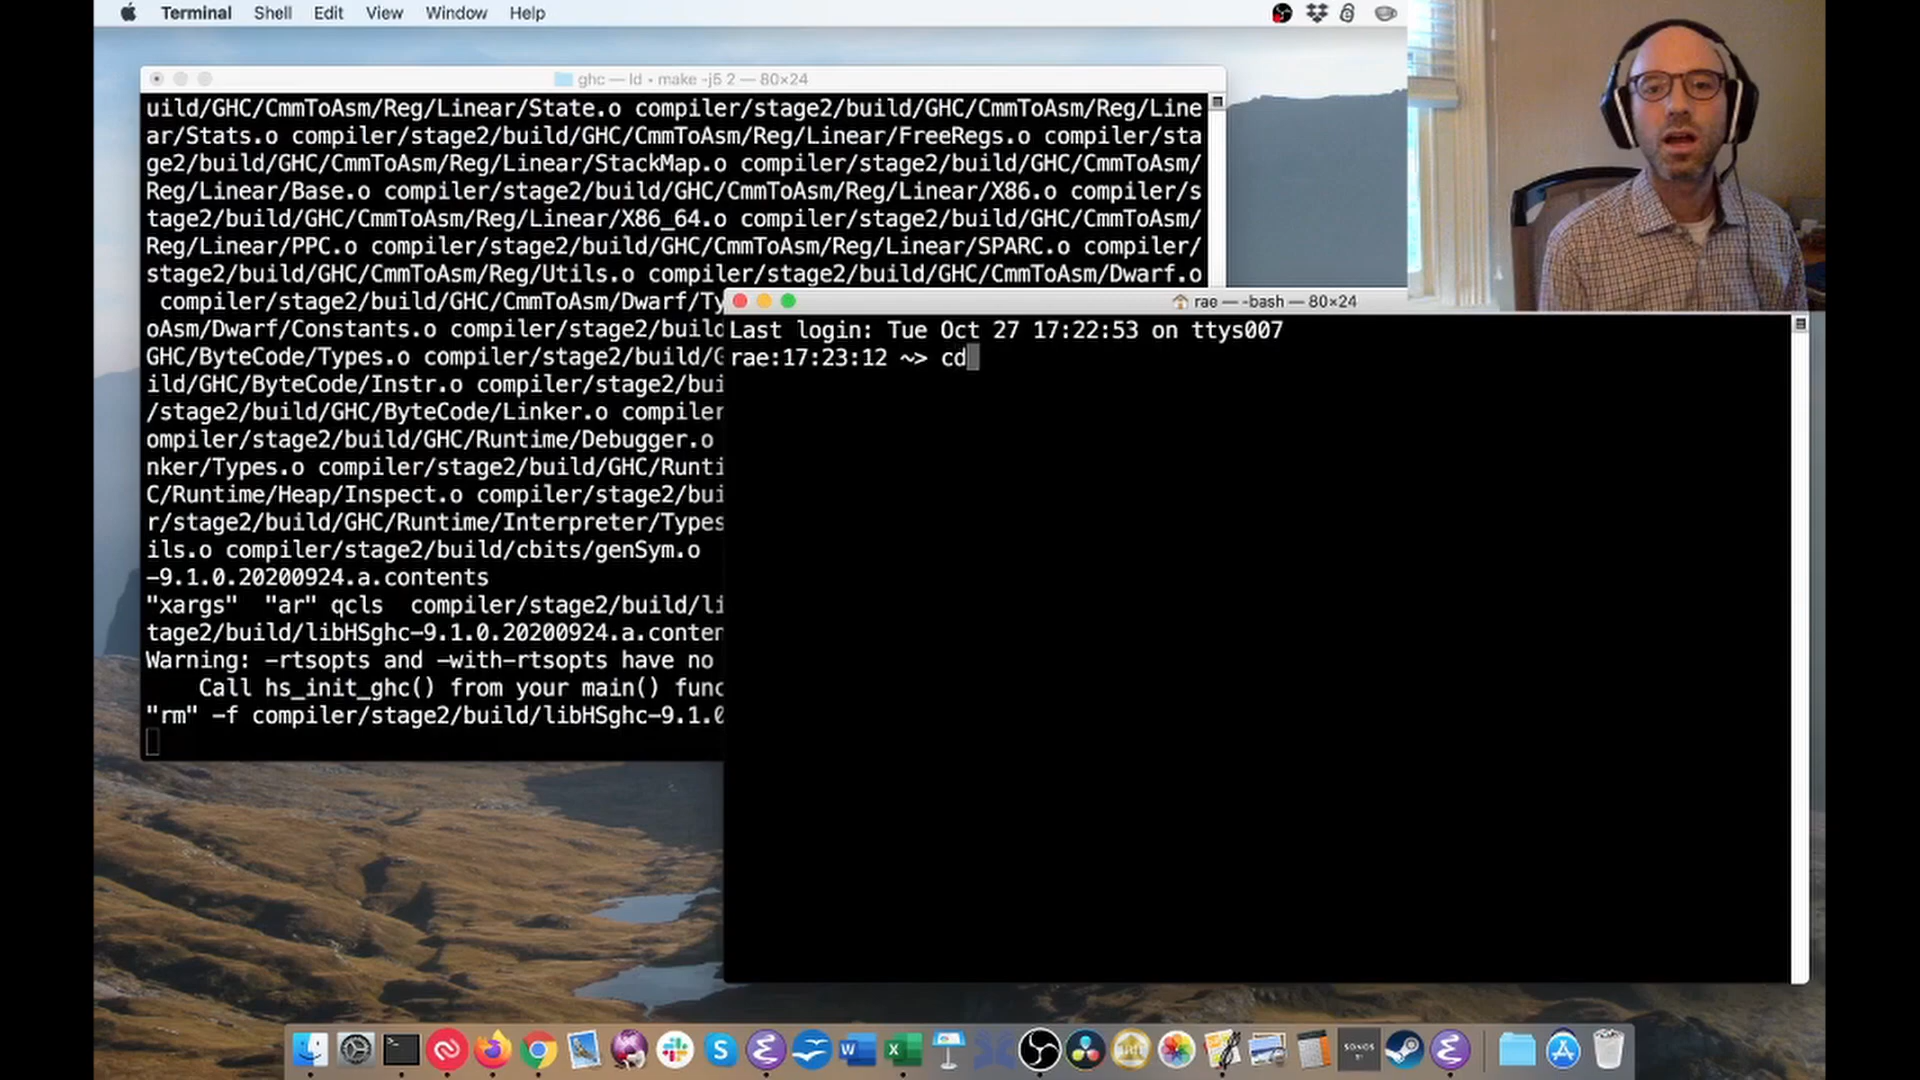 Terminal Shell Edit View Window Help
ghc — ld • make -j5 2 — 80×24
uild/GHC/CmmToAsm/Reg/Linear/State.o compiler/stage2/build/GHC/CmmToAsm/Reg/Line
ar/Stats.o compiler/stage2/build/GHC/CmmToAsm/Reg/Linear/FreeRegs.o compiler/sta
ge2/build/GHC/CmmToAsm/Reg/Linear/StackMap.o compiler/stage2/build/GHC/CmmToAsm/
Reg/Linear/Base.o compiler/stage2/build/GHC/CmmToAsm/Reg/Linear/X86.o compiler/s
tage2/build/GHC/CmmToAsm/Reg/Linear/X86_64.o compiler/stage2/build/GHC/CmmToAsm/
Reg/Linear/PPC.o compiler/stage2/build/GHC/CmmToAsm/Reg/Linear/SPARC.o compiler/
stage2/build/GHC/CmmToAsm/Reg/Utils.o compiler/stage2/build/GHC/CmmToAsm/Dwarf.o
compiler/stage2/build/GHC/CmmToAsm/Dwarf/Ty
oAsm/Dwarf/Constants.o compiler/stage2/build
GHC/ByteCode/Types.o compiler/stage2/build/G
ild/GHC/ByteCode/Instr.o compiler/stage2/bui
/stage2/build/GHC/ByteCode/Linker.o compiler
ompiler/stage2/build/GHC/Runtime/Debugger.o
nker/Types.o compiler/stage2/build/GHC/Runti
C/Runtime/Heap/Inspect.o compiler/stage2/bui
r/stage2/build/GHC/Runtime/Interpreter/Types
ils.o compiler/stage2/build/cbits/genSym.o
-9.1.0.20200924.a.contents
"xargs" "ar" qcls compiler/stage2/build/li
tage2/build/libHSghc-9.1.0.20200924.a.conten
Warning: -rtsopts and -with-rtsopts have no
Call hs_init_ghc() from your main() func
"rm" -f compiler/stage2/build/libHSghc-9.1.0
rae — -bash — 80×24
Last login: Tue Oct 27 17:22:53 on ttys007
rae:17:23:12 ~> cd
SONOS